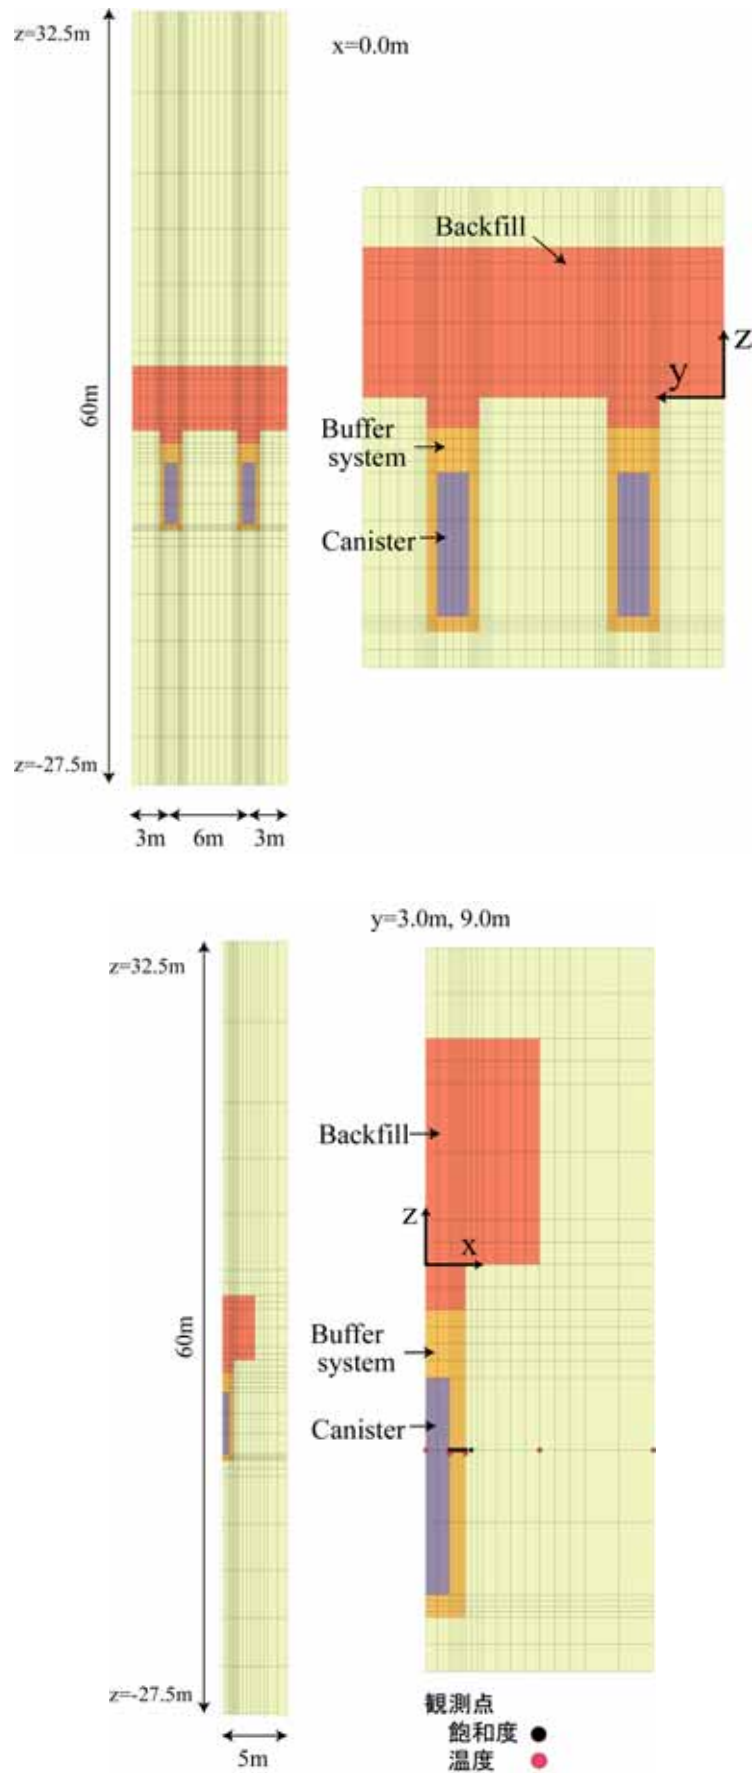 z=32.5m
x=0.0m
Backfill
z
y
Buffer
system
Canister
60m
z=-27.5m
3m
6m
3m
y=3.0m, 9.0m
z=32.5m
Backfill
z
x
Buffer
system
Canister
60m
z=-27.5m
5m
観測点
飽和度
温度